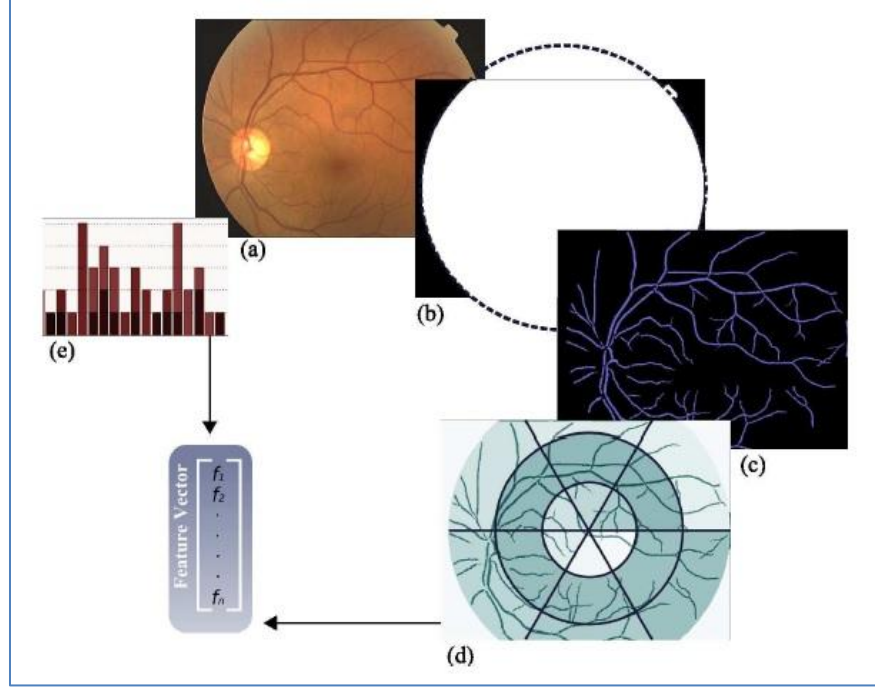 (a)
(b)
(e)
(c)
Feature Vector
f1
f2
.
.
.
.
fn
(d)